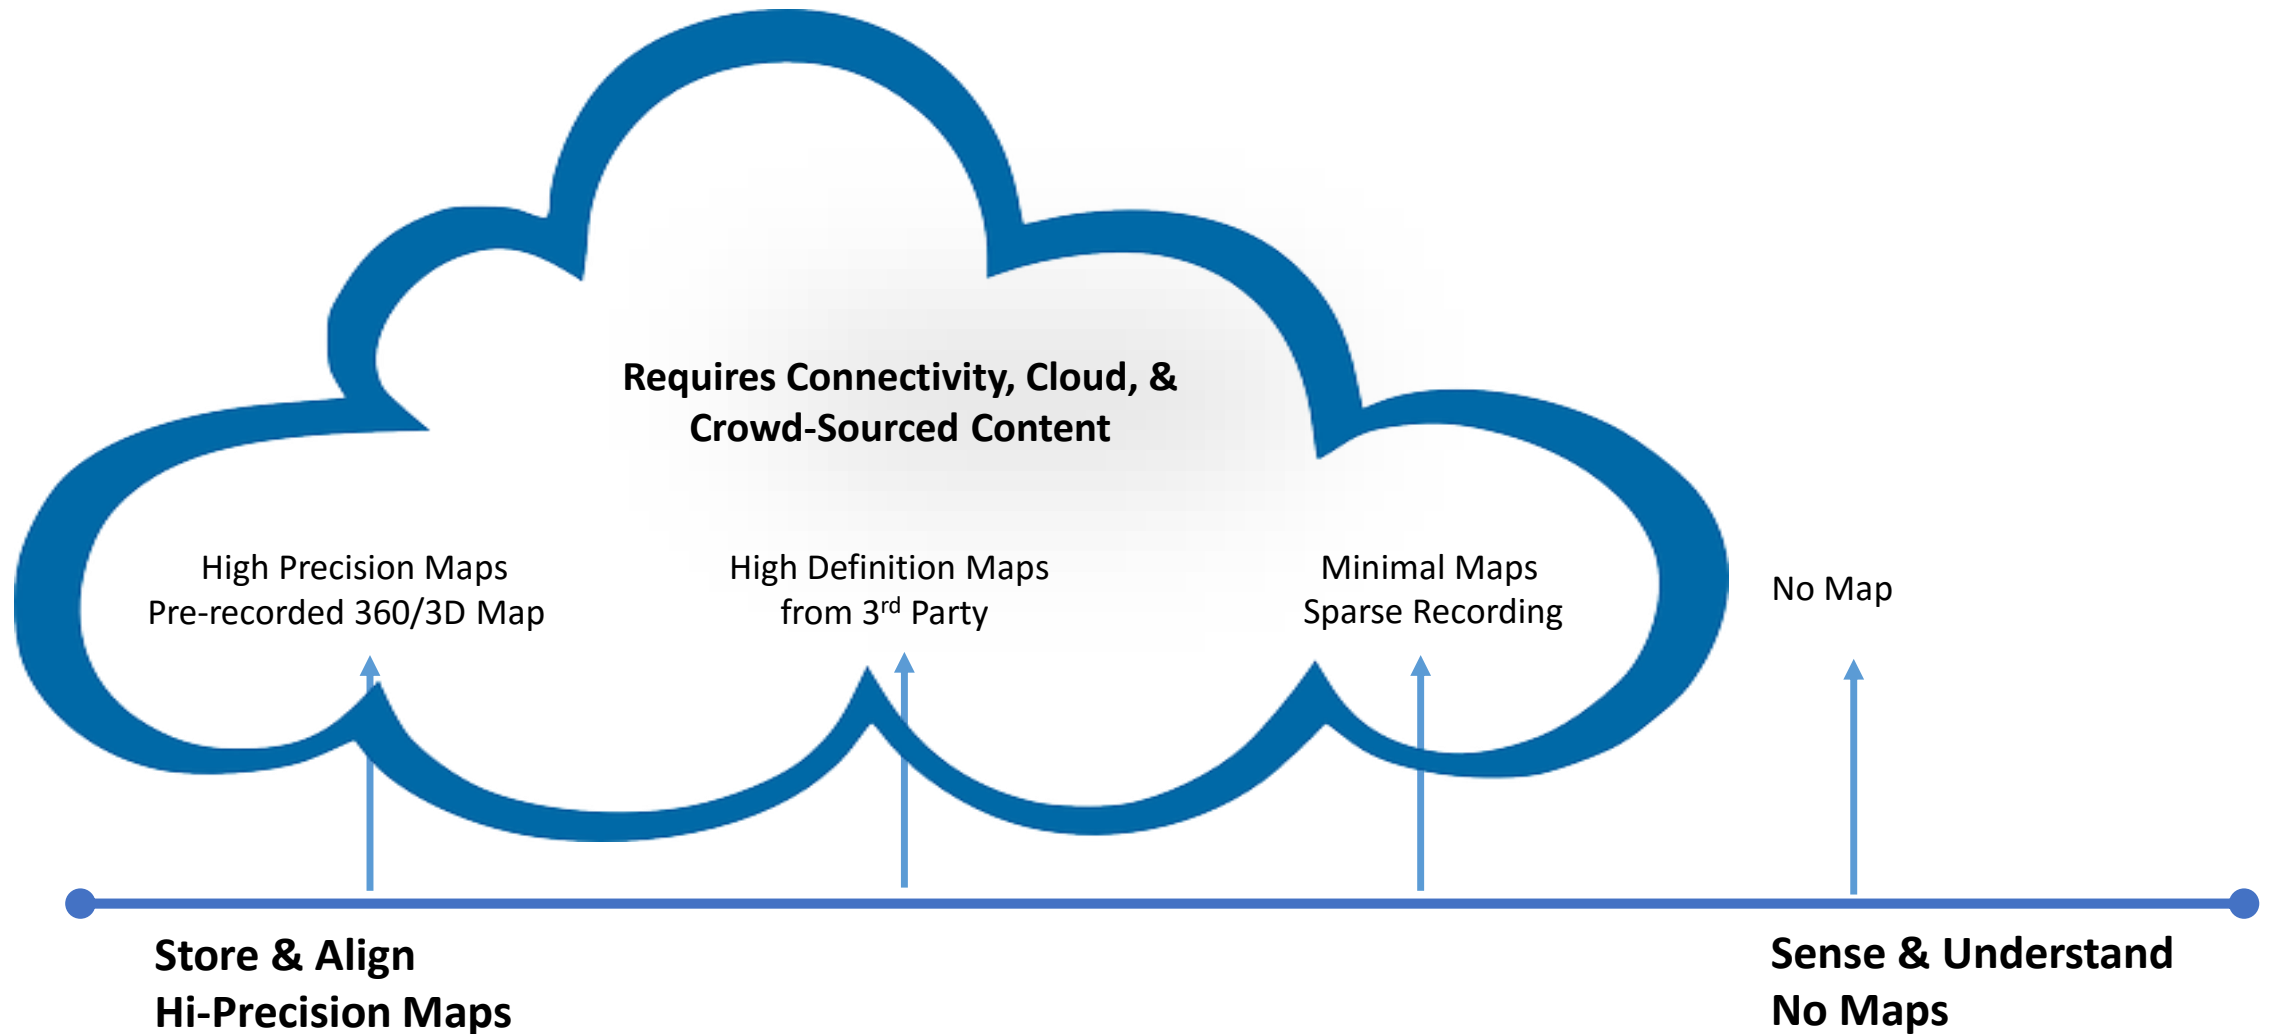 Requires Connectivity, Cloud, &
Crowd-Sourced Content
High Precision Maps
Pre-recorded 360/3D Map
High Definition Maps
from 3rd Party
Minimal Maps
Sparse Recording
No Map
Store & Align
Hi-Precision Maps
Sense & Understand
No Maps